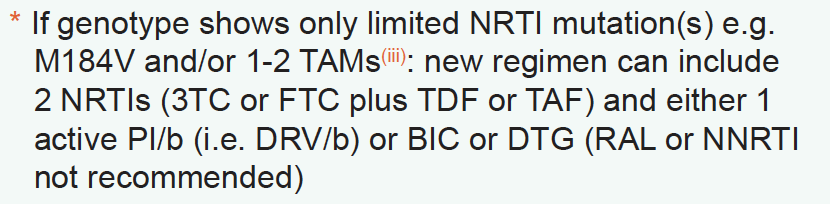 * If genotype shows only limited NRTI mutation(s) e.g.
M184V and/or 1-2 TAMs(iii): new regimen can include
2 NRTIs (3TC or FTC plus TDF or TAF) and either 1
active PI/b (i.e. DRV/b) or BIC or DTG (RAL or NNRTI
not recommended)